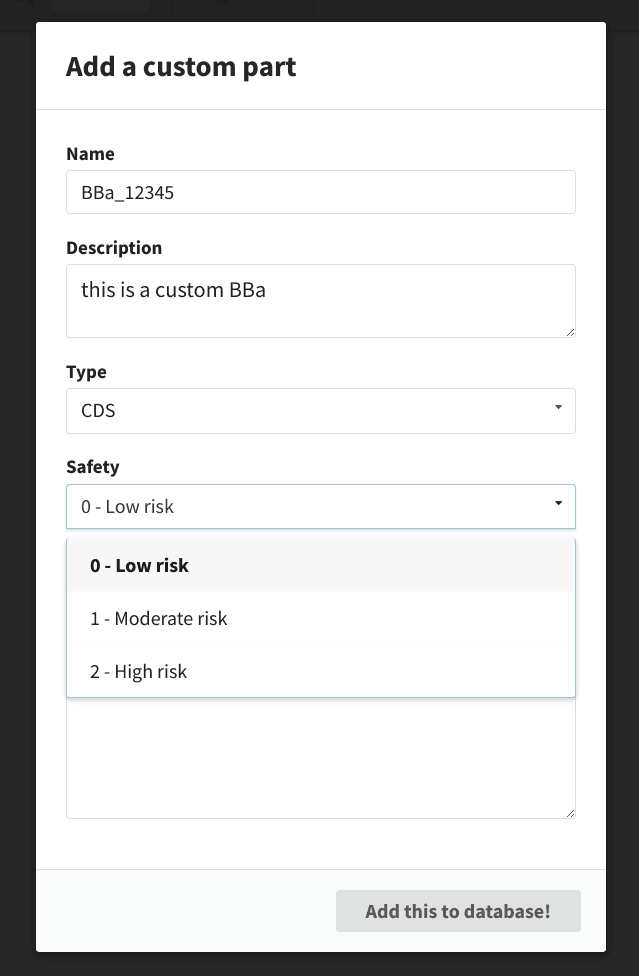 Add a custom part
Name
BBa_12345
Description
this is a custom BBa
Type
CDS
Safety
0 - Low risk
0 - Low risk
1 - Moderate risk
2 - High risk
Add this to database!